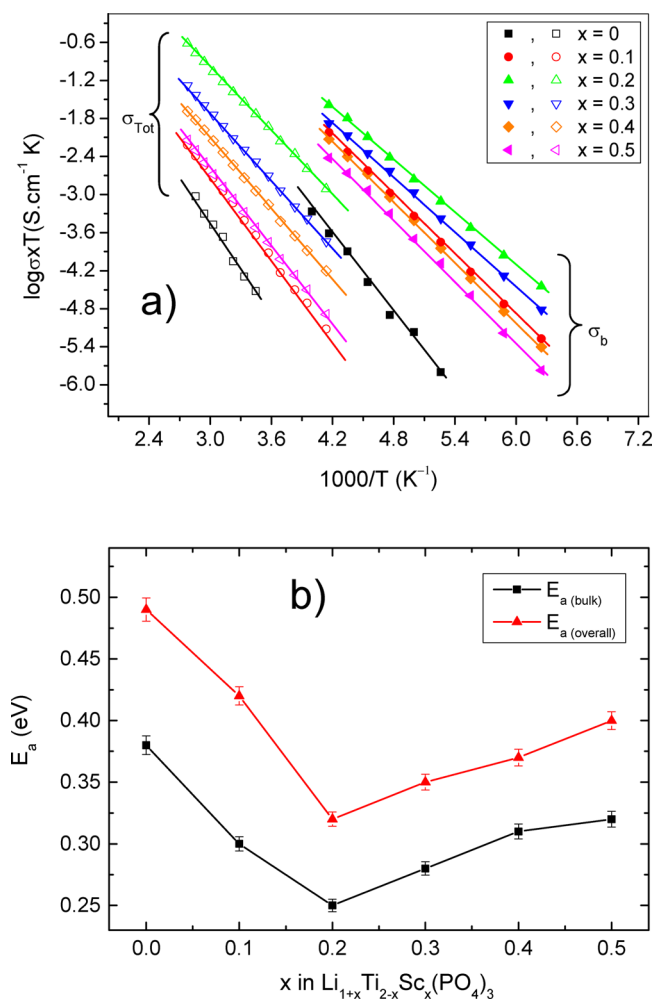 -0.6
-1.2
-1.8
-2.4
-3.0
-3.6
-4.2
-4.8
-5.4
-6.0
logσxT(S.cm⁻¹ K)
σTot
σb
a)
, x = 0
, x = 0.1
, x = 0.2
, x = 0.3
, x = 0.4
, x = 0.5
2.4 3.0 3.6 4.2 4.8 5.4 6.0 6.6 7.2
1000/T (K⁻¹)
b)
Ea (bulk)
Ea (overall)
0.50
0.45
0.40
0.35
0.30
0.25
Ea (eV)
0.0 0.1 0.2 0.3 0.4 0.5
x in Li1+xTi2-xScx(PO4)3